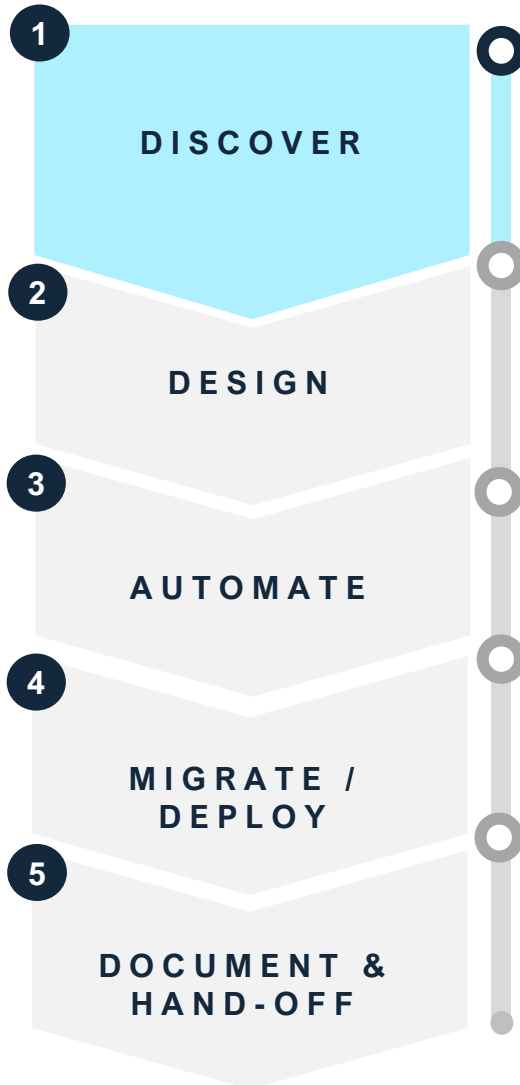 1
DISCOVER
2
DESIGN
3
AUTOMATE
4
MIGRATE /
DEPLOY
5
DOCUMENT &
HAND-OFF